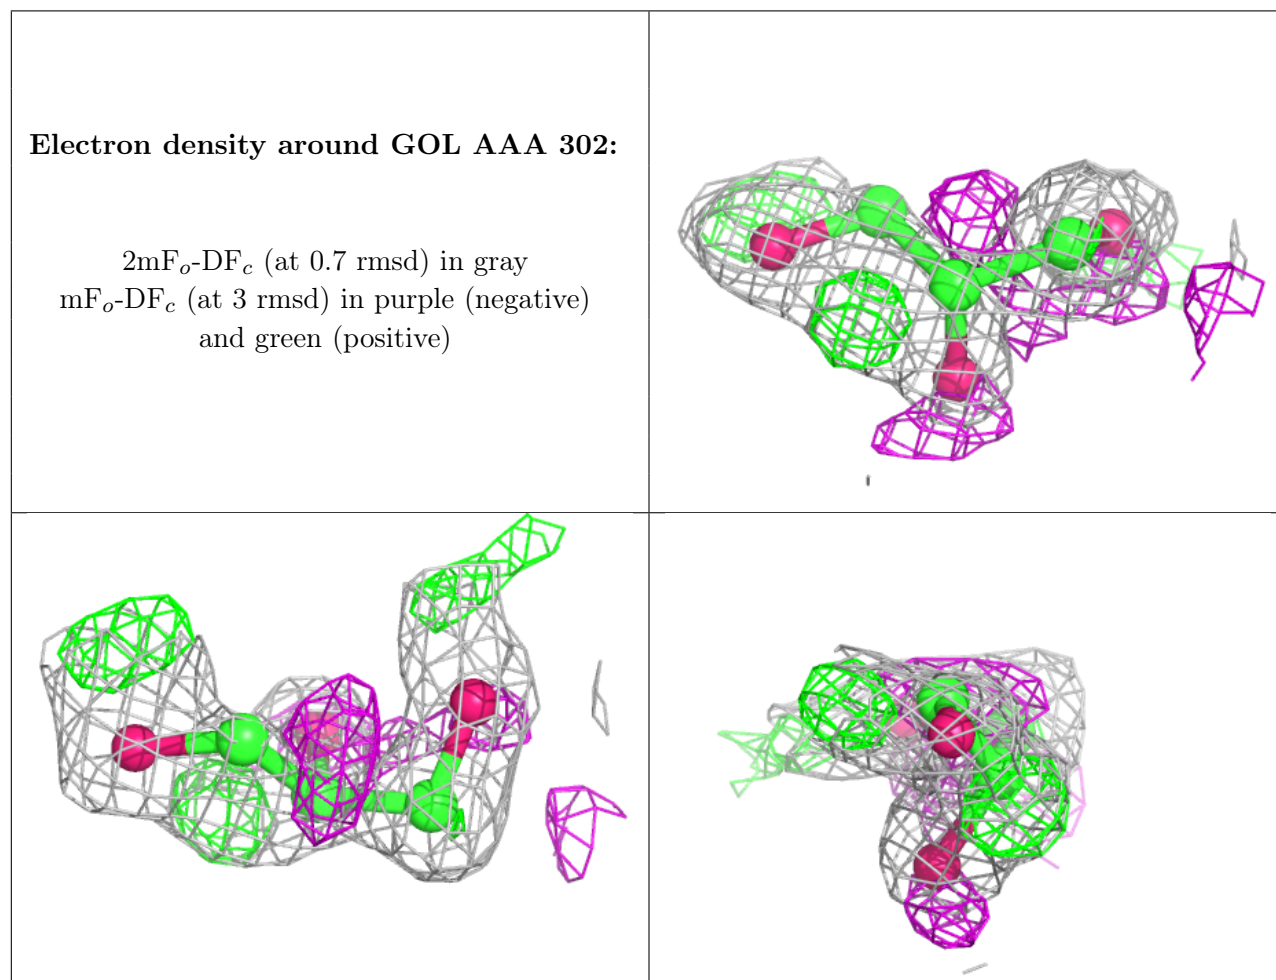 Electron density around GOL AAA 302:
2mFₒ-DF𝒸 (at 0.7 rmsd) in gray
mFₒ-DF𝒸 (at 3 rmsd) in purple (negative)
and green (positive)